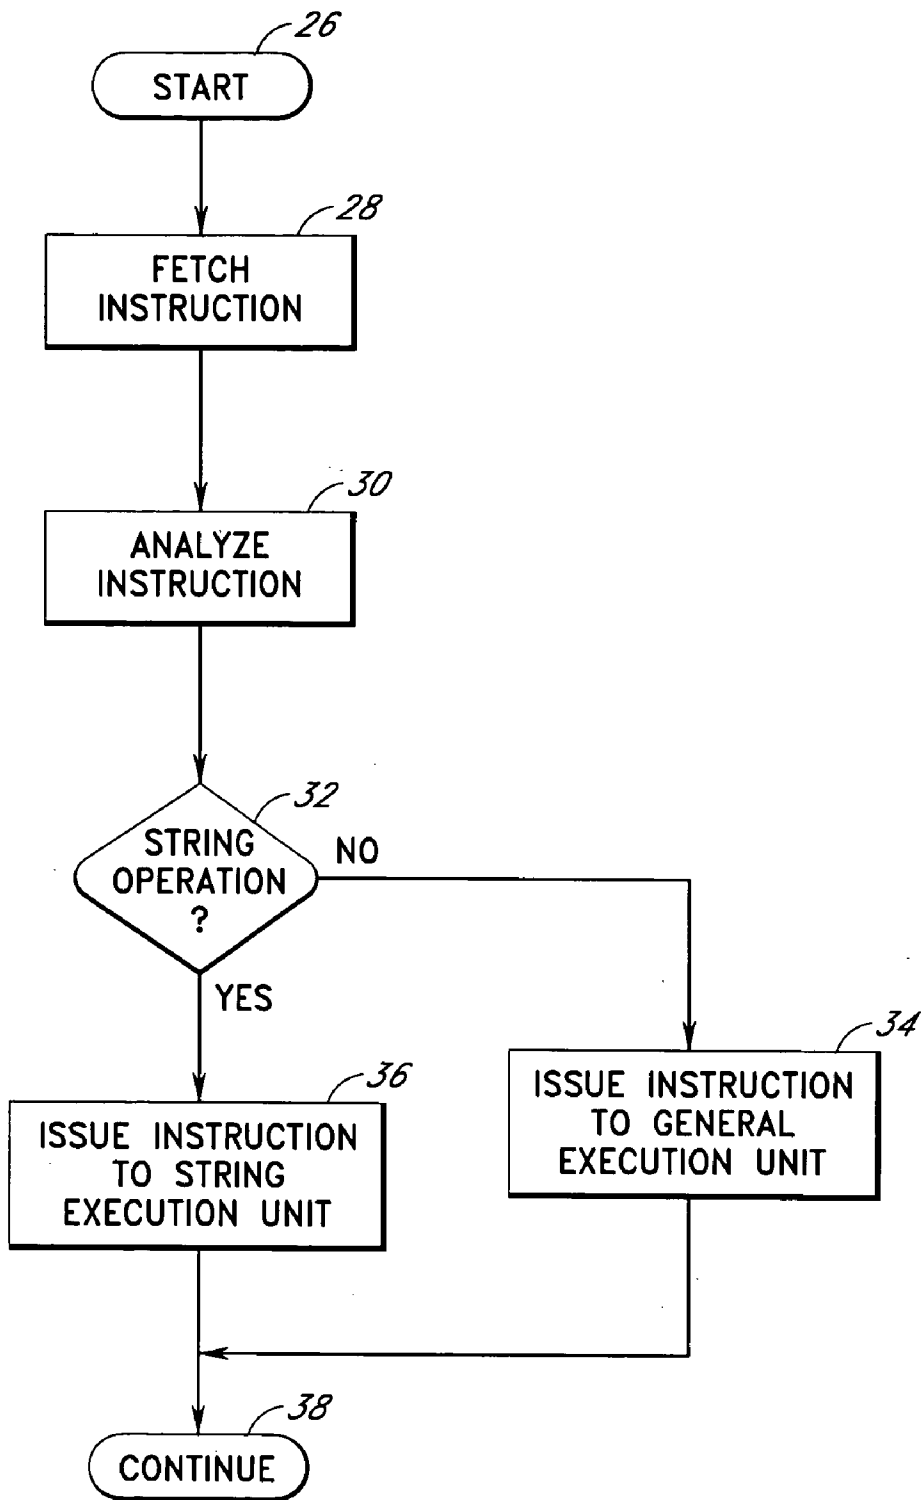 26
START
28
FETCH
INSTRUCTION
30
ANALYZE
INSTRUCTION
32
STRING
OPERATION
?
NO
YES
34
ISSUE INSTRUCTION
TO GENERAL
EXECUTION UNIT
36
ISSUE INSTRUCTION
TO STRING
EXECUTION UNIT
38
CONTINUE